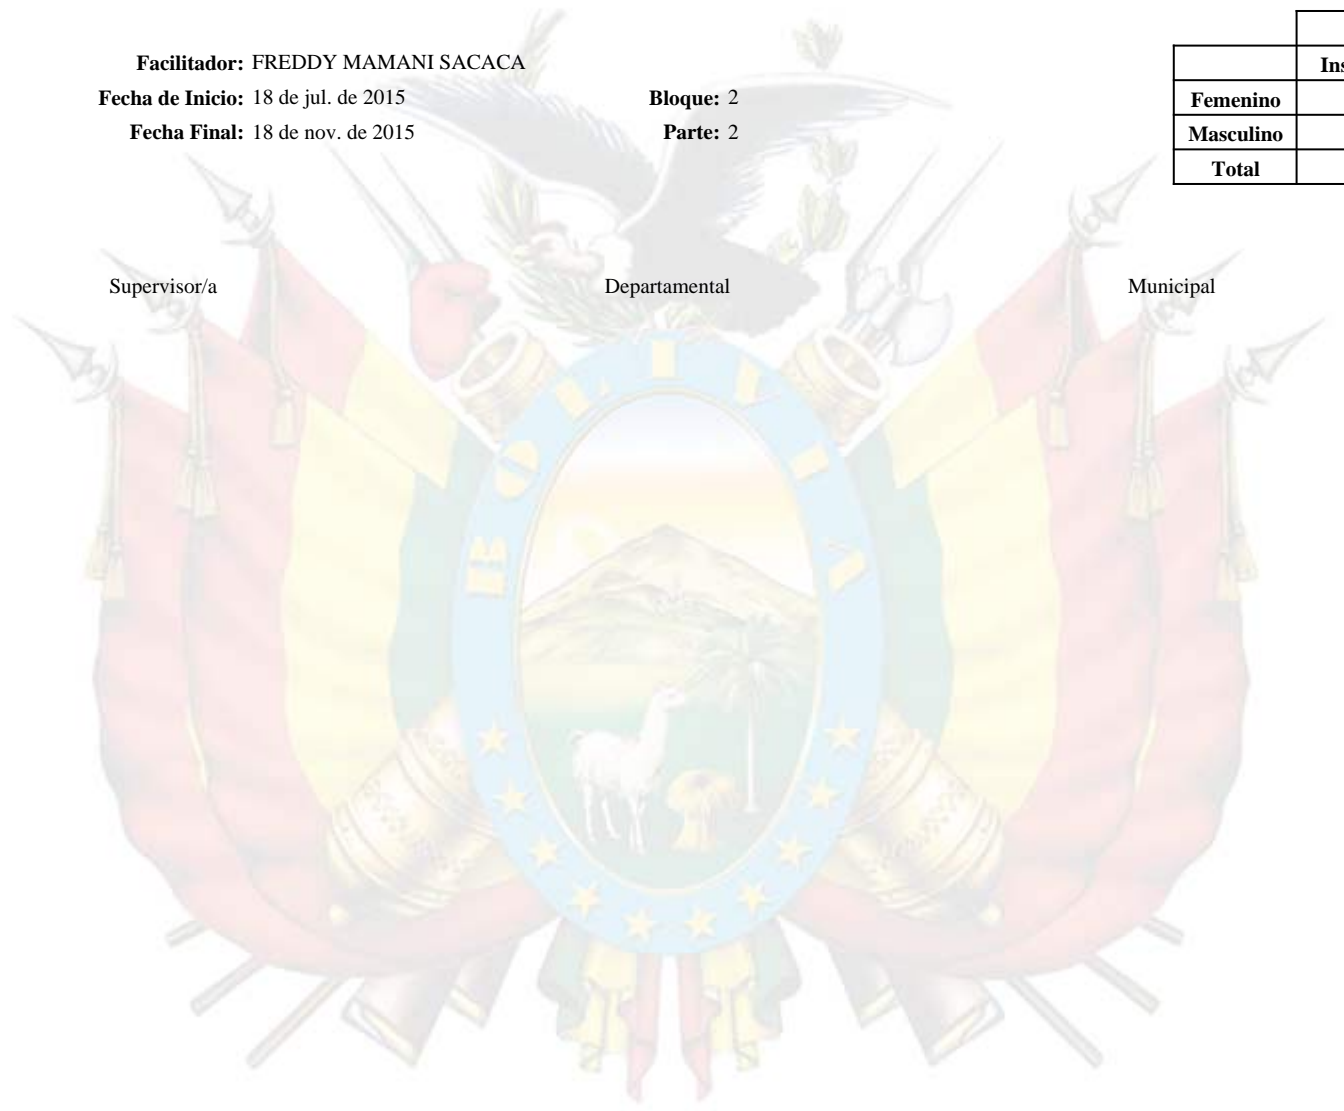 Facilitador: FREDDY MAMANI SACACA
Fecha de Inicio: 18 de jul. de 2015 Bloque: 2
Fecha Final: 18 de nov. de 2015 Parte: 2
Femenino
Masculino
Total
Supervisor/a Departamental Municipal
BOLIVIA